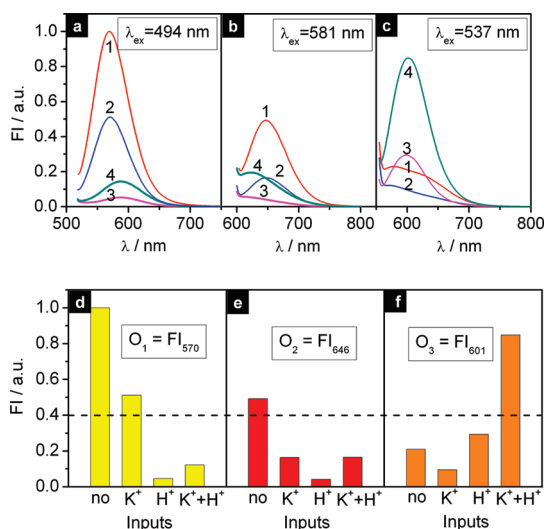 a λex=494 nm
b λex=581 nm
c λex=537 nm
FI / a.u.
1.0
0.8
0.6
0.4
0.2
0.0
1
2
4
3
1
4
2
3
4
3
1
2
500 600 700 800
600 700 800
600 700 800
λ / nm
λ / nm
λ / nm
d O1 = FI570
e O2 = FI646
f O3 = FI601
FI / a.u.
1.0
0.8
0.6
0.4
0.2
0.0
no K+ H+ K++H+
no K+ H+ K++H+
no K+ H+ K++H+
Inputs
Inputs
Inputs